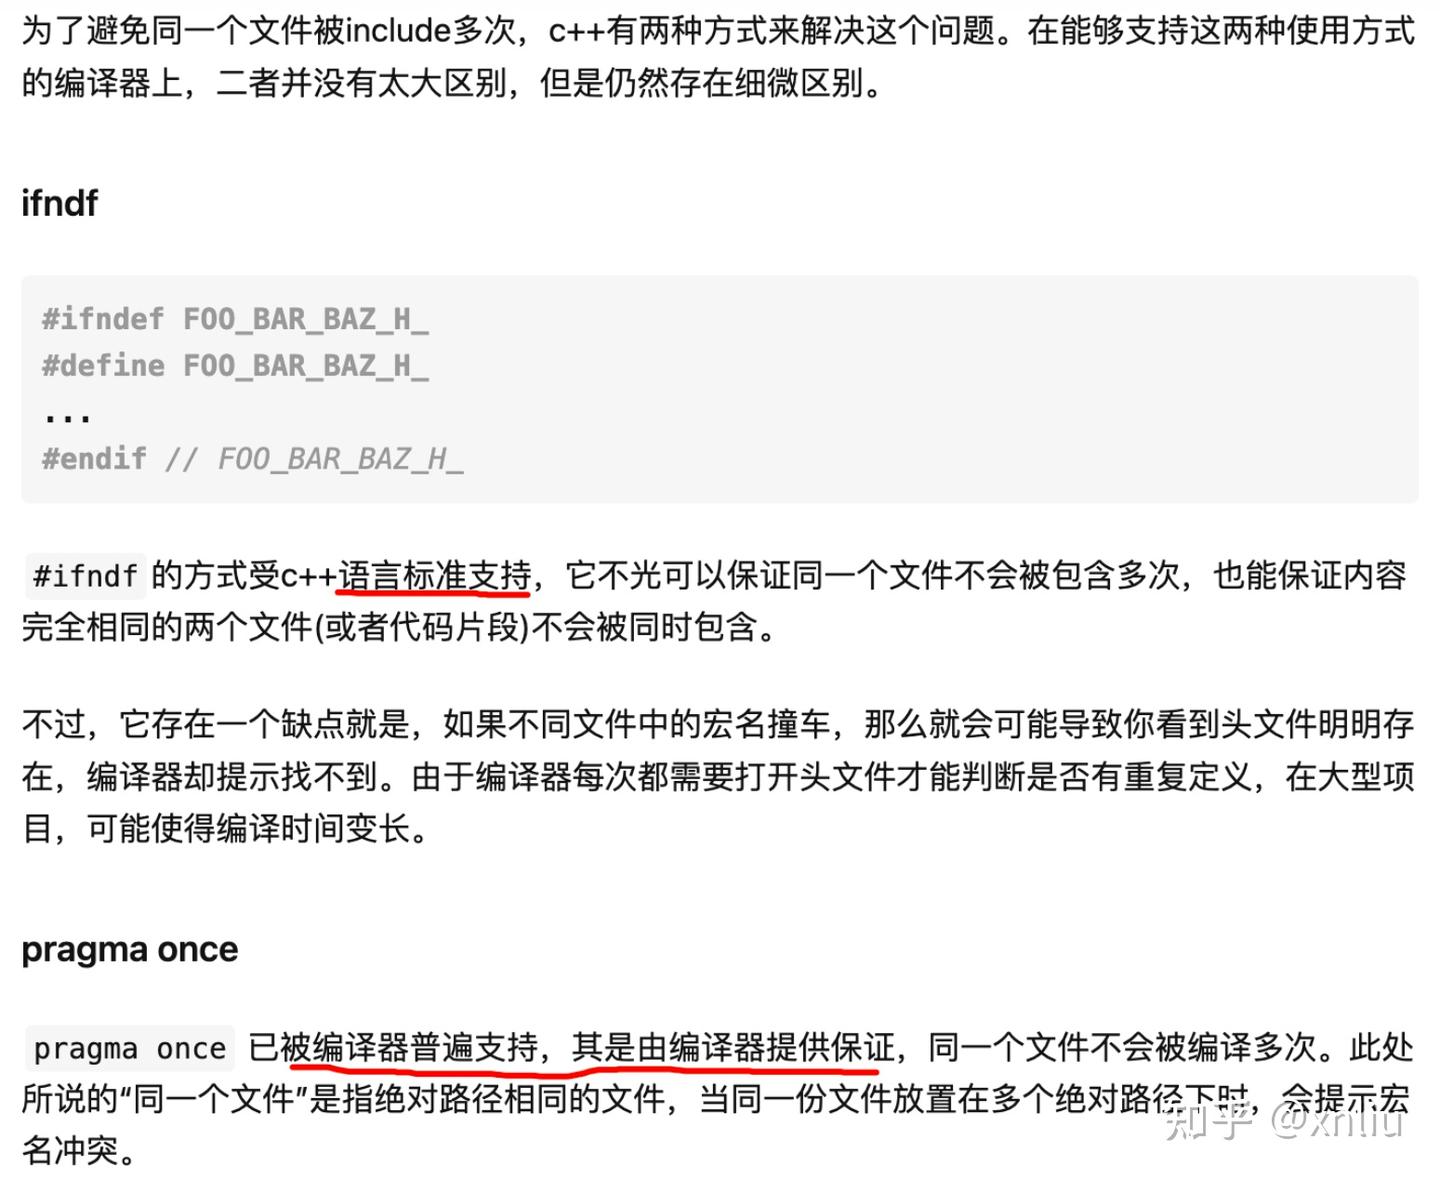 为了避免同一个文件被include多次，c++有两种方式来解决这个问题。在能够支持这两种使用方式
的编译器上，二者并没有太大区别，但是仍然存在细微区别。
ifndf
#ifndef FOO_BAR_BAZ_H_
#define FOO_BAR_BAZ_H_
...
#endif // FOO_BAR_BAZ_H_
#ifndf 的方式受c++语言标准支持，它不光可以保证同一个文件不会被包含多次，也能保证内容
完全相同的两个文件(或者代码片段)不会被同时包含。
不过，它存在一个缺点就是，如果不同文件中的宏名撞车，那么就会可能导致你看到头文件明明存
在，编译器却提示找不到。由于编译器每次都需要打开头文件才能判断是否有重复定义，在大型项
目，可能使得编译时间变长。
pragma once
pragma once 已被编译器普遍支持，其是由编译器提供保证，同一个文件不会被编译多次。此处
所说的“同一个文件”是指绝对路径相同的文件，当同一份文件放置在多个绝对路径下时，会提示宏
名冲突。
知乎 @xnliu